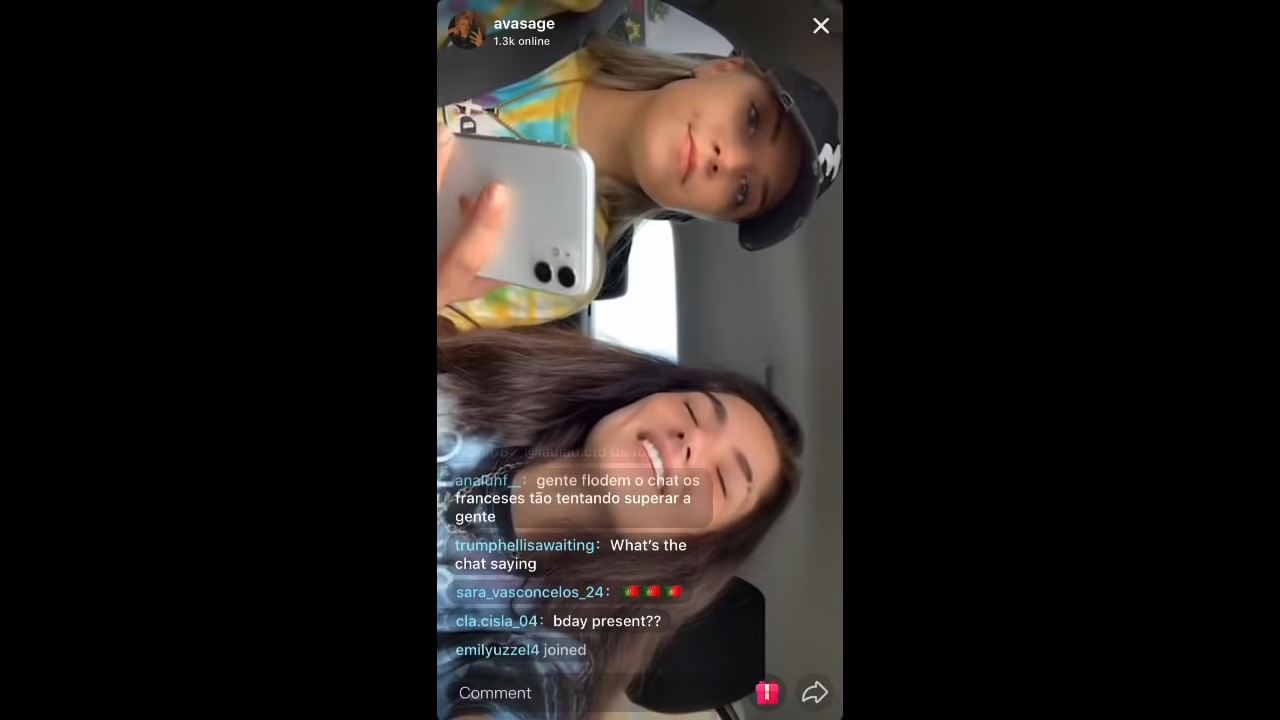 avasage
1.3k online
analunf__: gente flodem o chat os
franceses tão tentando superar a
gente
trumphellisawaiting: What's the
chat saying
sara_vasconcelos_24: 🇵🇹 🇵🇹 🇵🇹
cla.cisla_04: bday present??
emilyuzzel4 joined
Comment